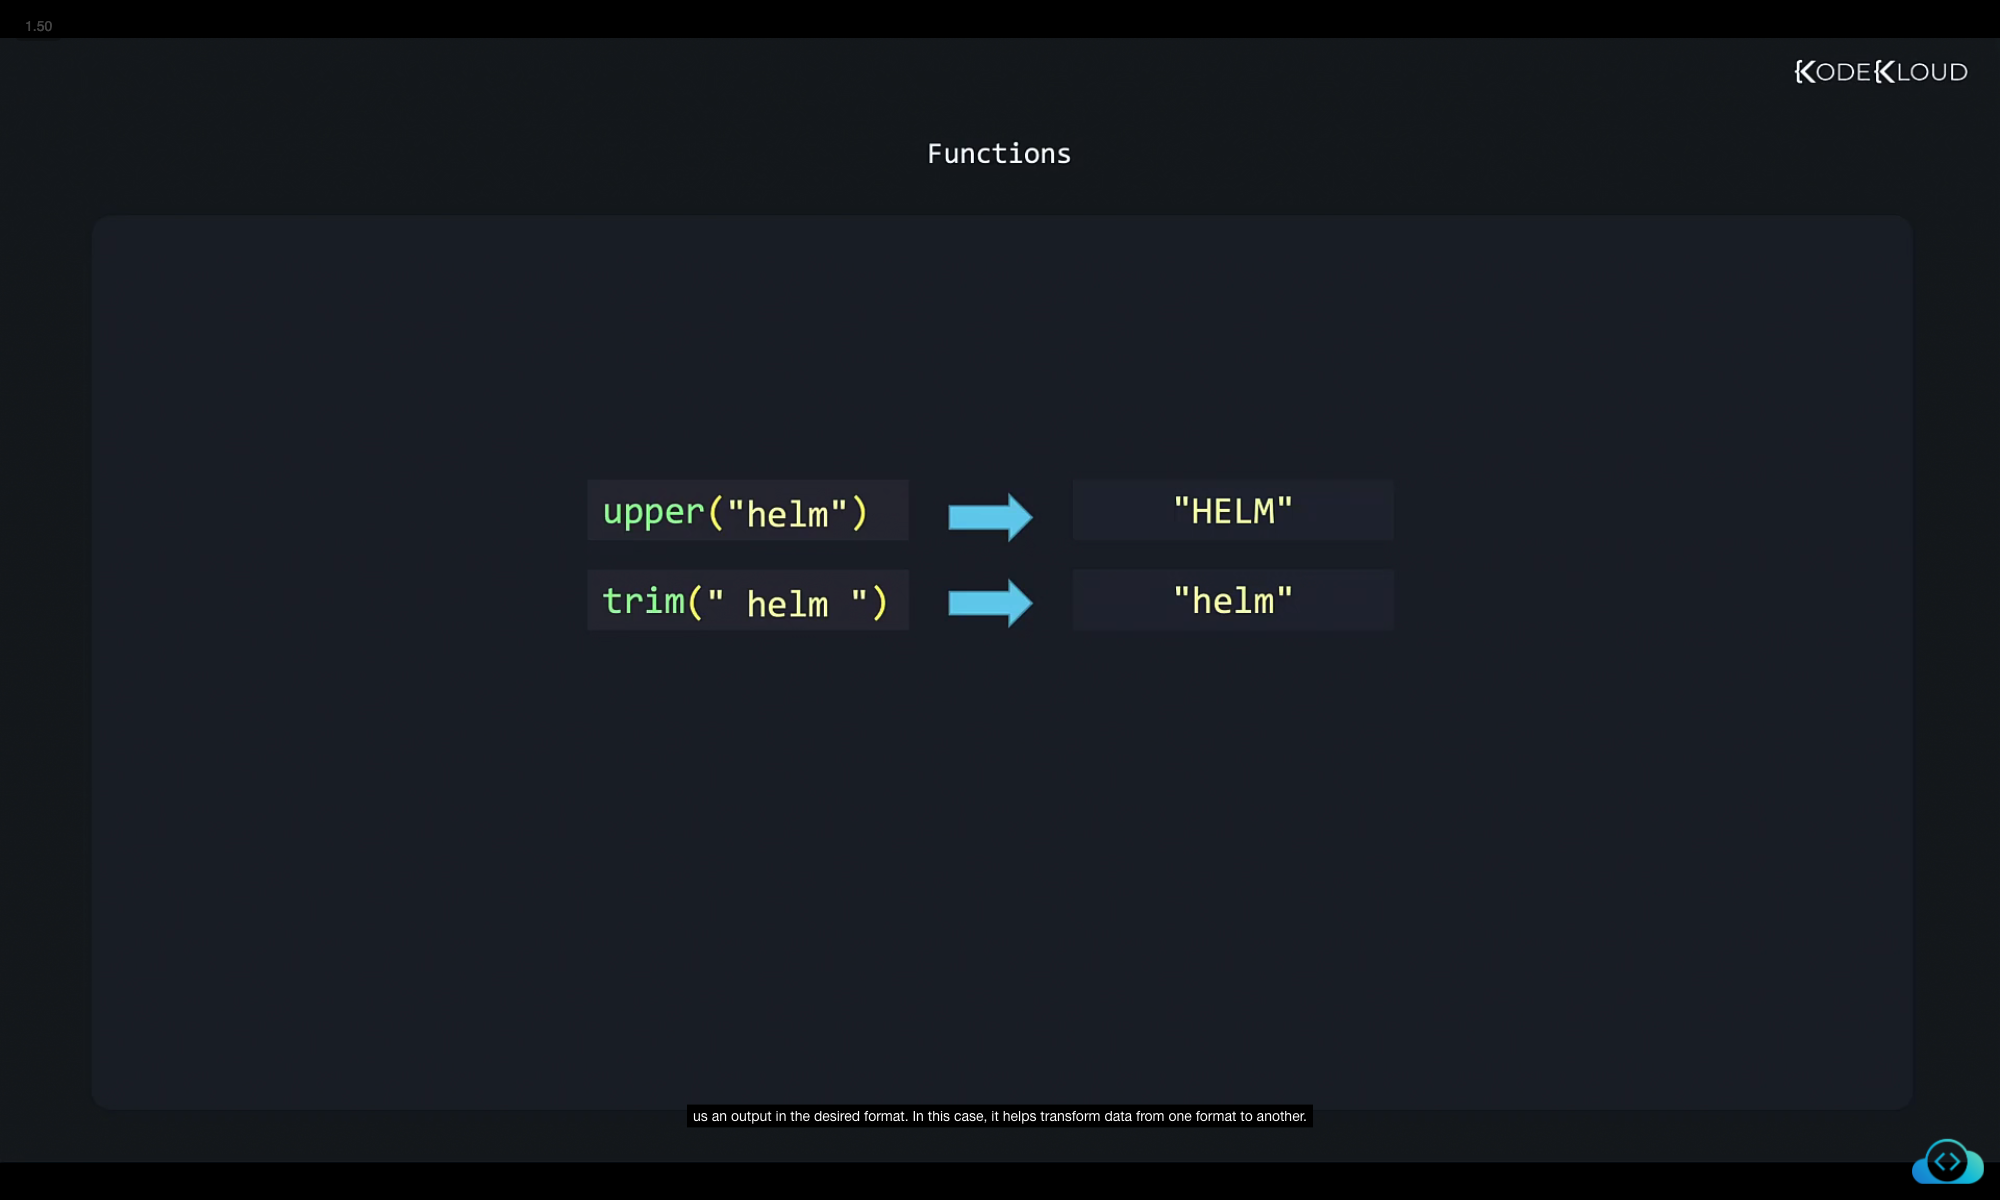 1.50
KODEKLOUD
Functions
upper("helm")
"HELM"
trim(" helm ")
"helm"
us an output in the desired format. In this case, it helps transform data from one format to another.